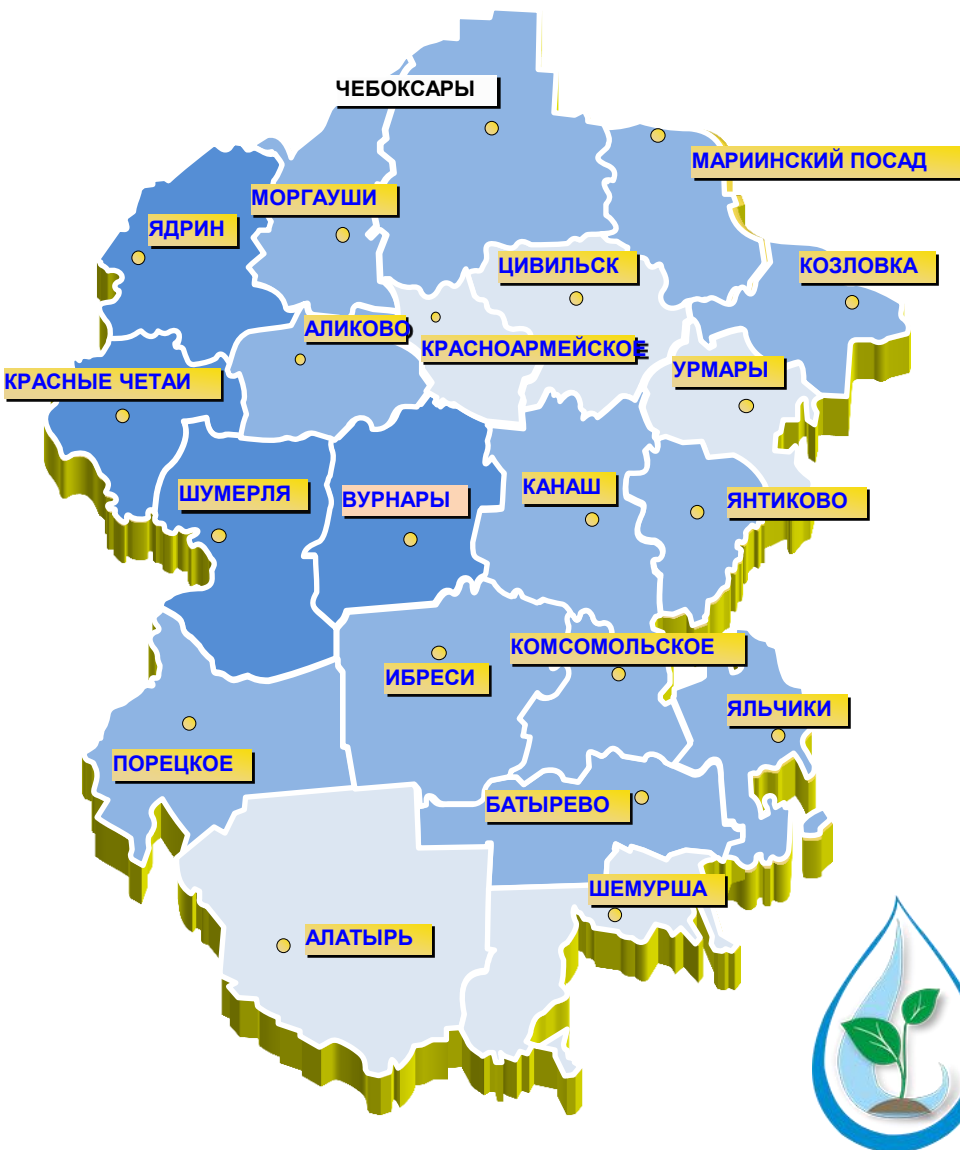 ЧЕБОКСАРЫ
МАРИИНСКИЙ ПОСАД
МОРГАУШИ
ЯДРИН
ЦИВИЛЬСК
КОЗЛОВКА
АЛИКОВО
КРАСНОАРМЕЙСКОЕ
УРМАРЫ
КРАСНЫЕ ЧЕТАИ
ШУМЕРЛЯ
ВУРНАРЫ
КАНАШ
ЯНТИКОВО
КОМСОМОЛЬСКОЕ
ИБРЕСИ
ЯЛЬЧИКИ
ПОРЕЦКОЕ
БАТЫРЕВО
ШЕМУРША
АЛАТЫРЬ